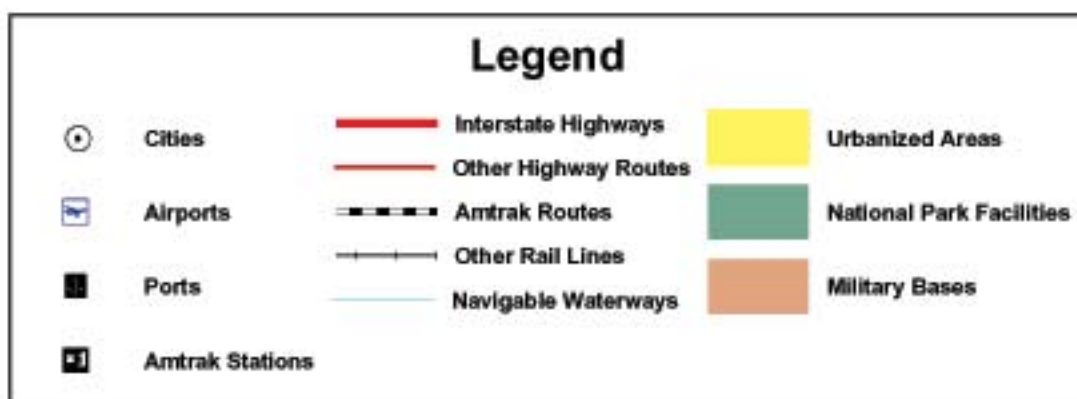 Legend
Cities
Airports
Ports
Amtrak Stations
Interstate Highways
Other Highway Routes
Amtrak Routes
Other Rail Lines
Navigable Waterways
Urbanized Areas
National Park Facilities
Military Bases